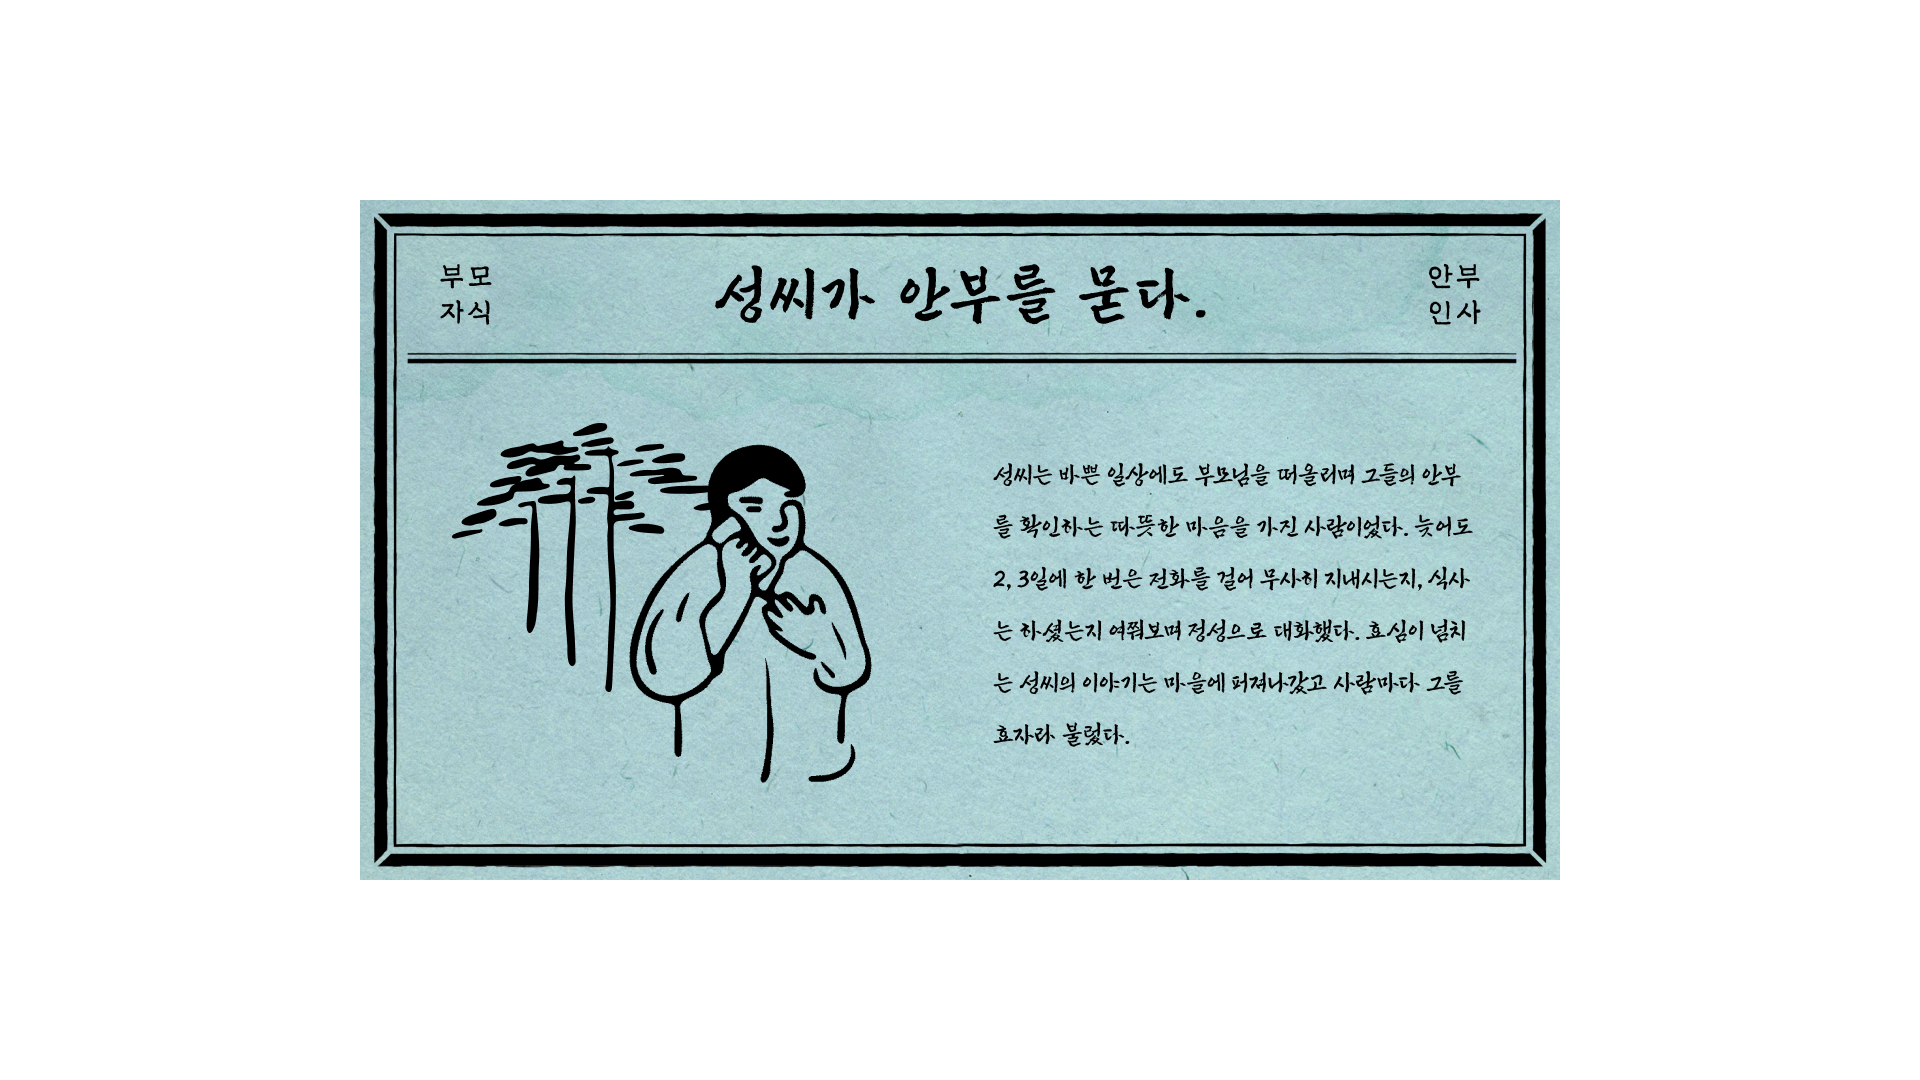 부모
자식
성씨가 안부를 묻다.
안부
인사
성씨는 바쁜 일상에도 부모님을 떠올리며 그들의 안부
를 확인하는 따뜻한 마음을 가진 사람이었다. 늦어도
2, 3일에 한 번은 전화를 걸어 무사히 지내시는지, 식사
는 하셨는지 여쭤보며 정성으로 대화했다. 효심이 넘치
는 성씨의 이야기는 마을에 퍼져나갔고 사람마다 그를
효자라 불렀다.